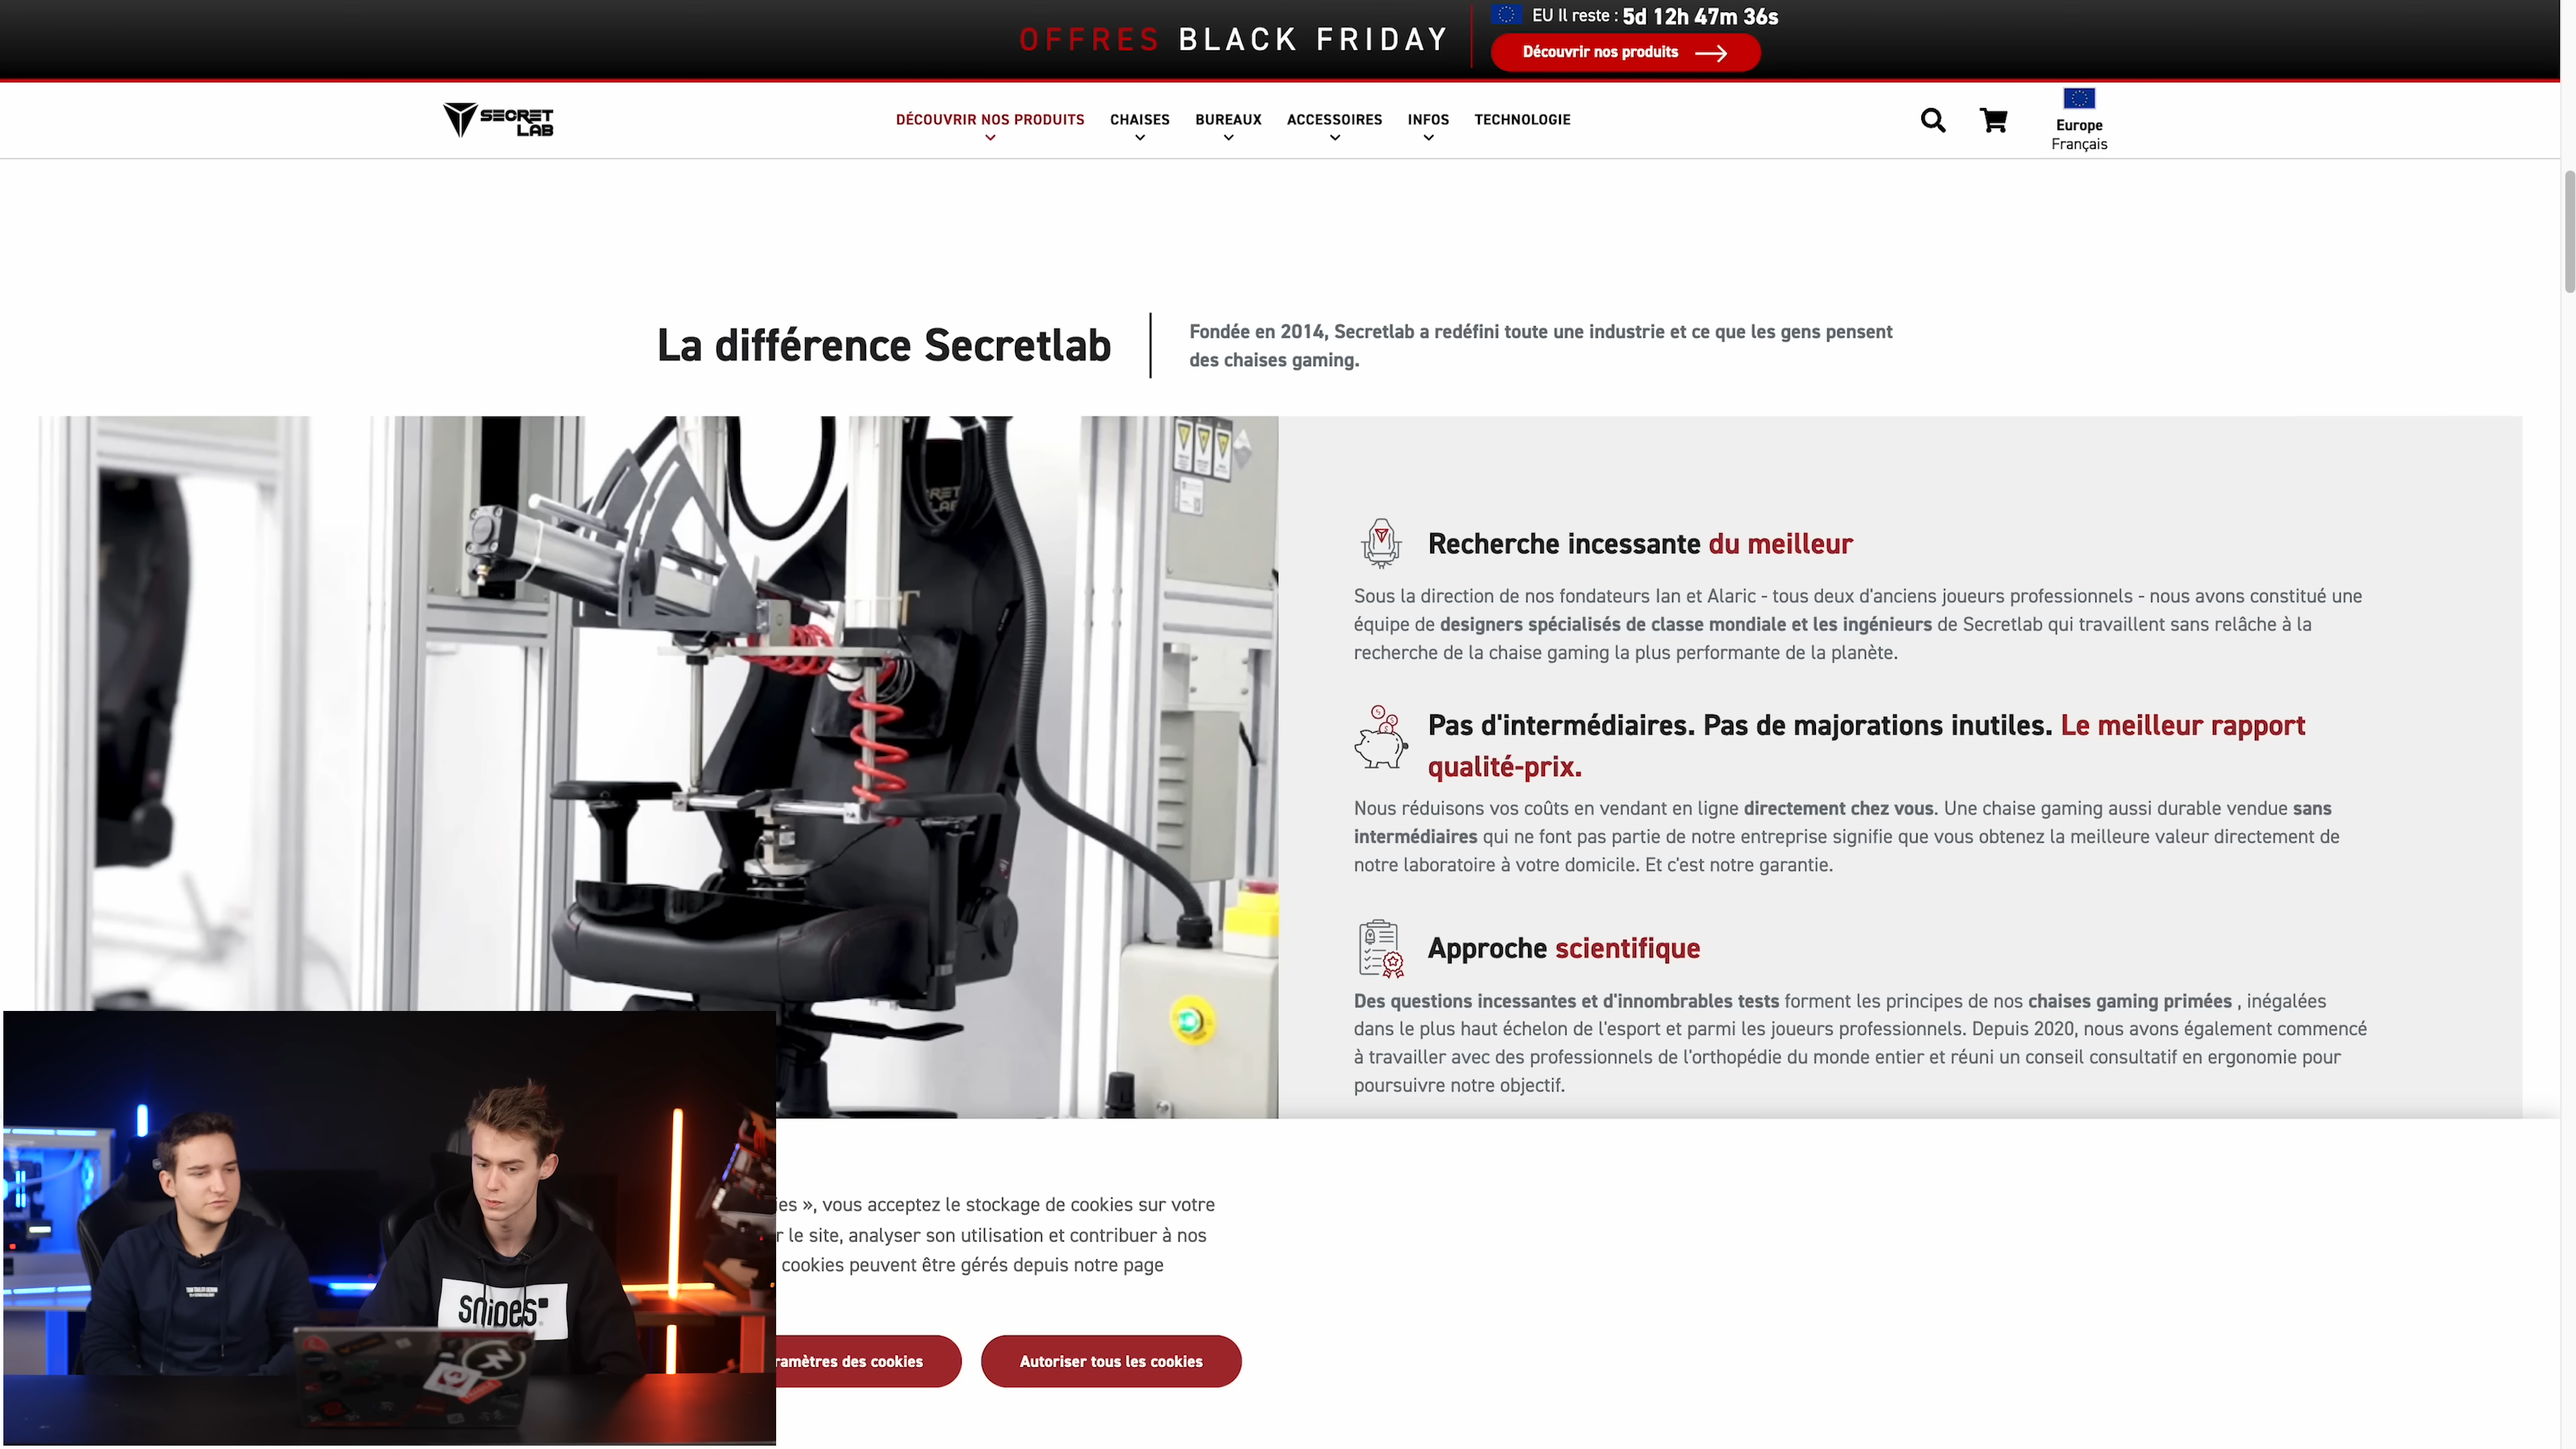 OFFRES BLACK FRIDAY
EU Il reste : 5d 12h 47m 36s
Découvrir nos produits
SECRET
LAB
DÉCOUVRIR NOS PRODUITS CHAISES BUREAUX ACCESSOIRES INFOS TECHNOLOGIE
Europe
Français
La différence Secretlab
Fondée en 2014, Secretlab a redéfini toute une industrie et ce que les gens pensent
des chaises gaming.
Recherche incessante du meilleur
Sous la direction de nos fondateurs Ian et Alaric - tous deux d'anciens joueurs professionnels - nous avons constitué une
équipe de designers spécialisés de classe mondiale et les ingénieurs de Secretlab qui travaillent sans relâche à la
recherche de la chaise gaming la plus performante de la planète.
Pas d'intermédiaires. Pas de majorations inutiles. Le meilleur rapport
qualité-prix.
Nous réduisons vos coûts en vendant en ligne directement chez vous. Une chaise gaming aussi durable vendue sans
intermédiaires qui ne font pas partie de notre entreprise signifie que vous obtenez la meilleure valeur directement de
notre laboratoire à votre domicile. Et c'est notre garantie.
Approche scientifique
Des questions incessantes et d'innombrables tests forment les principes de nos chaises gaming primées , inégalées
dans le plus haut échelon de l'esport et parmi les joueurs professionnels. Depuis 2020, nous avons également commencé
à travailler avec des professionnels de l'orthopédie du monde entier et réuni un conseil consultatif en ergonomie pour
poursuivre notre objectif.
es », vous acceptez le stockage de cookies sur votre
r le site, analyser son utilisation et contribuer à nos
cookies peuvent être gérés depuis notre page
ramètres des cookies
Autoriser tous les cookies
snipes